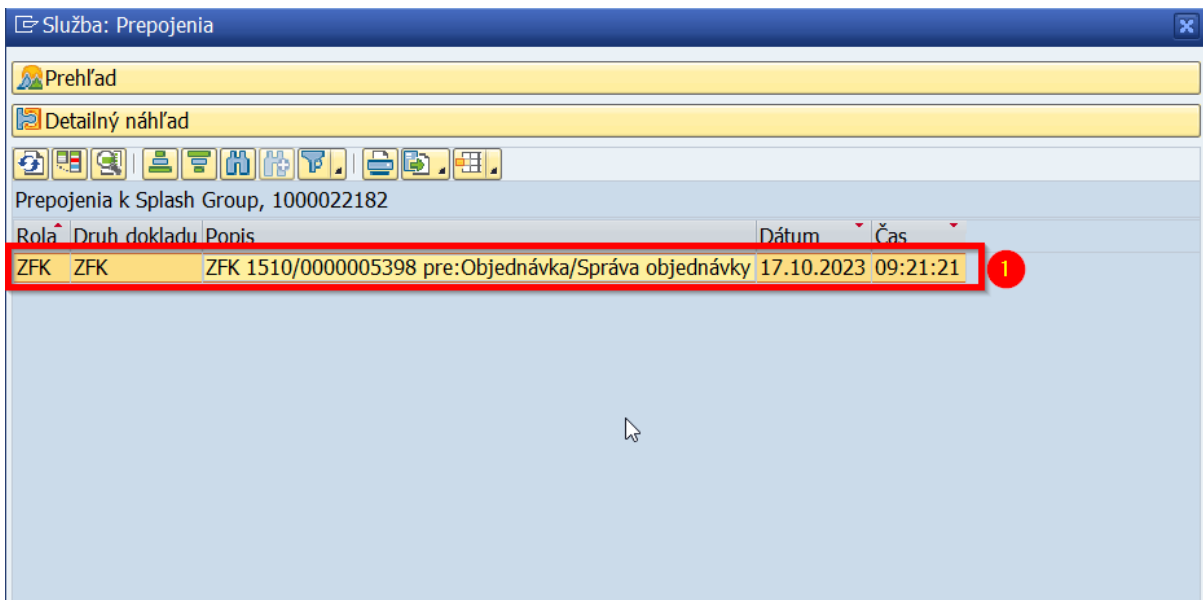 Služba: Prepojenia
Prehľad
Detailný náhľad
Prepojenia k Splash Group, 1000022182
Rola Druh dokladu Popis Dátum Čas
ZFK ZFK ZFK 1510/0000005398 pre:Objednávka/Správa objednávky 17.10.2023 09:21:21 1